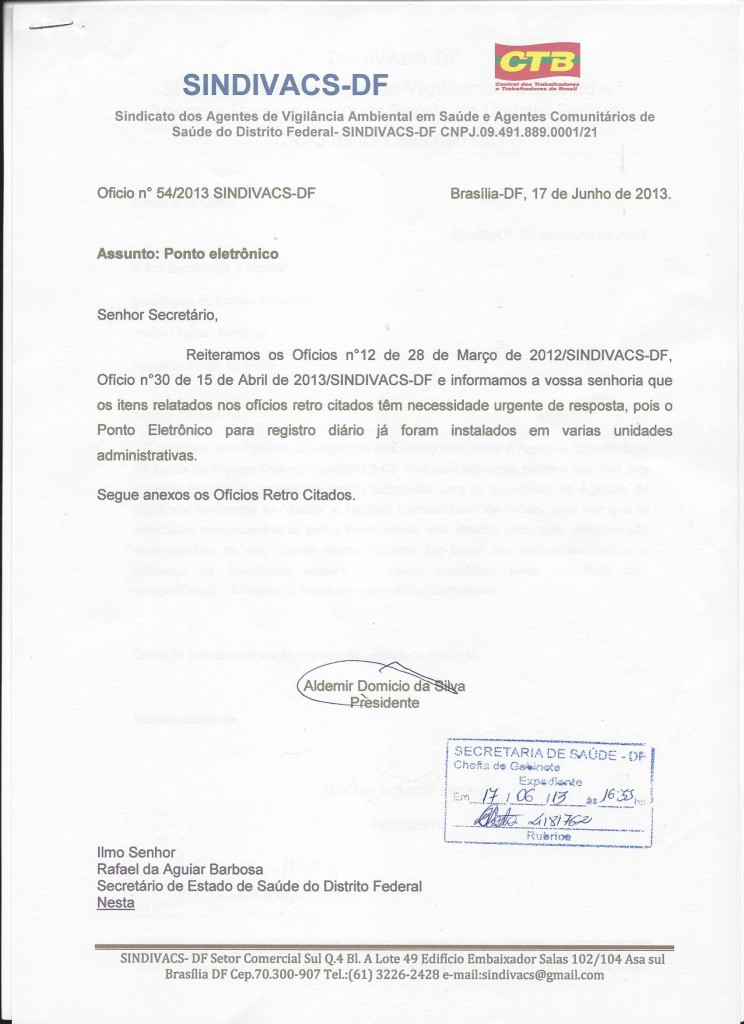 SINDIVACS-DF
CTB
Central dos Trabalhadores
e Trabalhadoras do Brasil
Sindicato dos Agentes de Vigilância Ambiental em Saúde e Agentes Comunitários de
Saúde do Distrito Federal- SINDIVACS-DF CNPJ.09.491.889.0001/21
Oficio n° 54/2013 SINDIVACS-DF Brasília-DF, 17 de Junho de 2013.
Assunto: Ponto eletrônico
Senhor Secretário,
Reiteramos os Ofícios n°12 de 28 de Março de 2012/SINDIVACS-DF,
Ofício n°30 de 15 de Abril de 2013/SINDIVACS-DF e informamos a vossa senhoria que
os itens relatados nos ofícios retro citados têm necessidade urgente de resposta, pois o
Ponto Eletrônico para registro diário já foram instalados em varias unidades
administrativas.
Segue anexos os Ofícios Retro Citados.
Aldemir Domicio da Silva
Presidente
SECRETARIA DE SAÚDE - DF
Chefia de Gabinete
Expediente
Em 17 / 06 / 13 às 16:53 hs
Rubrica
Ilmo Senhor
Rafael da Aguiar Barbosa
Secretário de Estado de Saúde do Distrito Federal
Nesta
SINDIVACS- DF Setor Comercial Sul Q.4 Bl. A Lote 49 Edifício Embaixador Salas 102/104 Asa sul
Brasília DF Cep.70.300-907 Tel.:(61) 3226-2428 e-mail:sindivacs@gmail.com